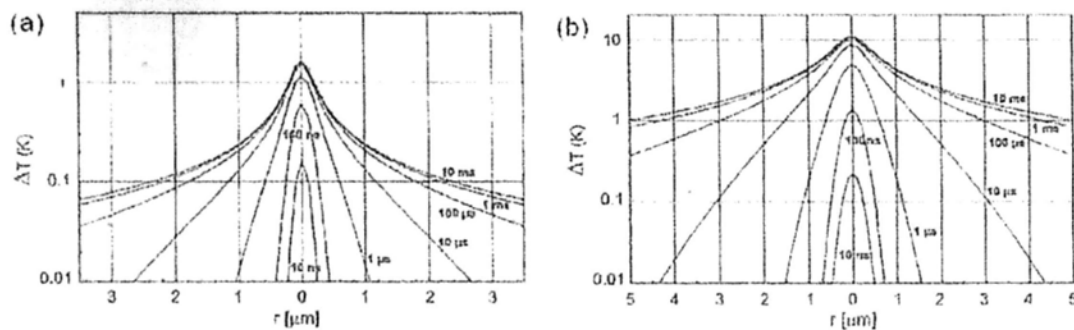 (a)
ΔT (K)
1
0.1
0.01
100 ns
10 ns
10 ms
1 ms
100 µs
10 µs
1 µs
3 2 1 0 1 2 3
r [µm]
(b)
ΔT (K)
10
1
0.1
0.01
100 ns
10 ns
10 ms
1 ms
100 µs
10 µs
1 µs
5 4 3 2 1 0 1 2 3 4 5
r [µm]